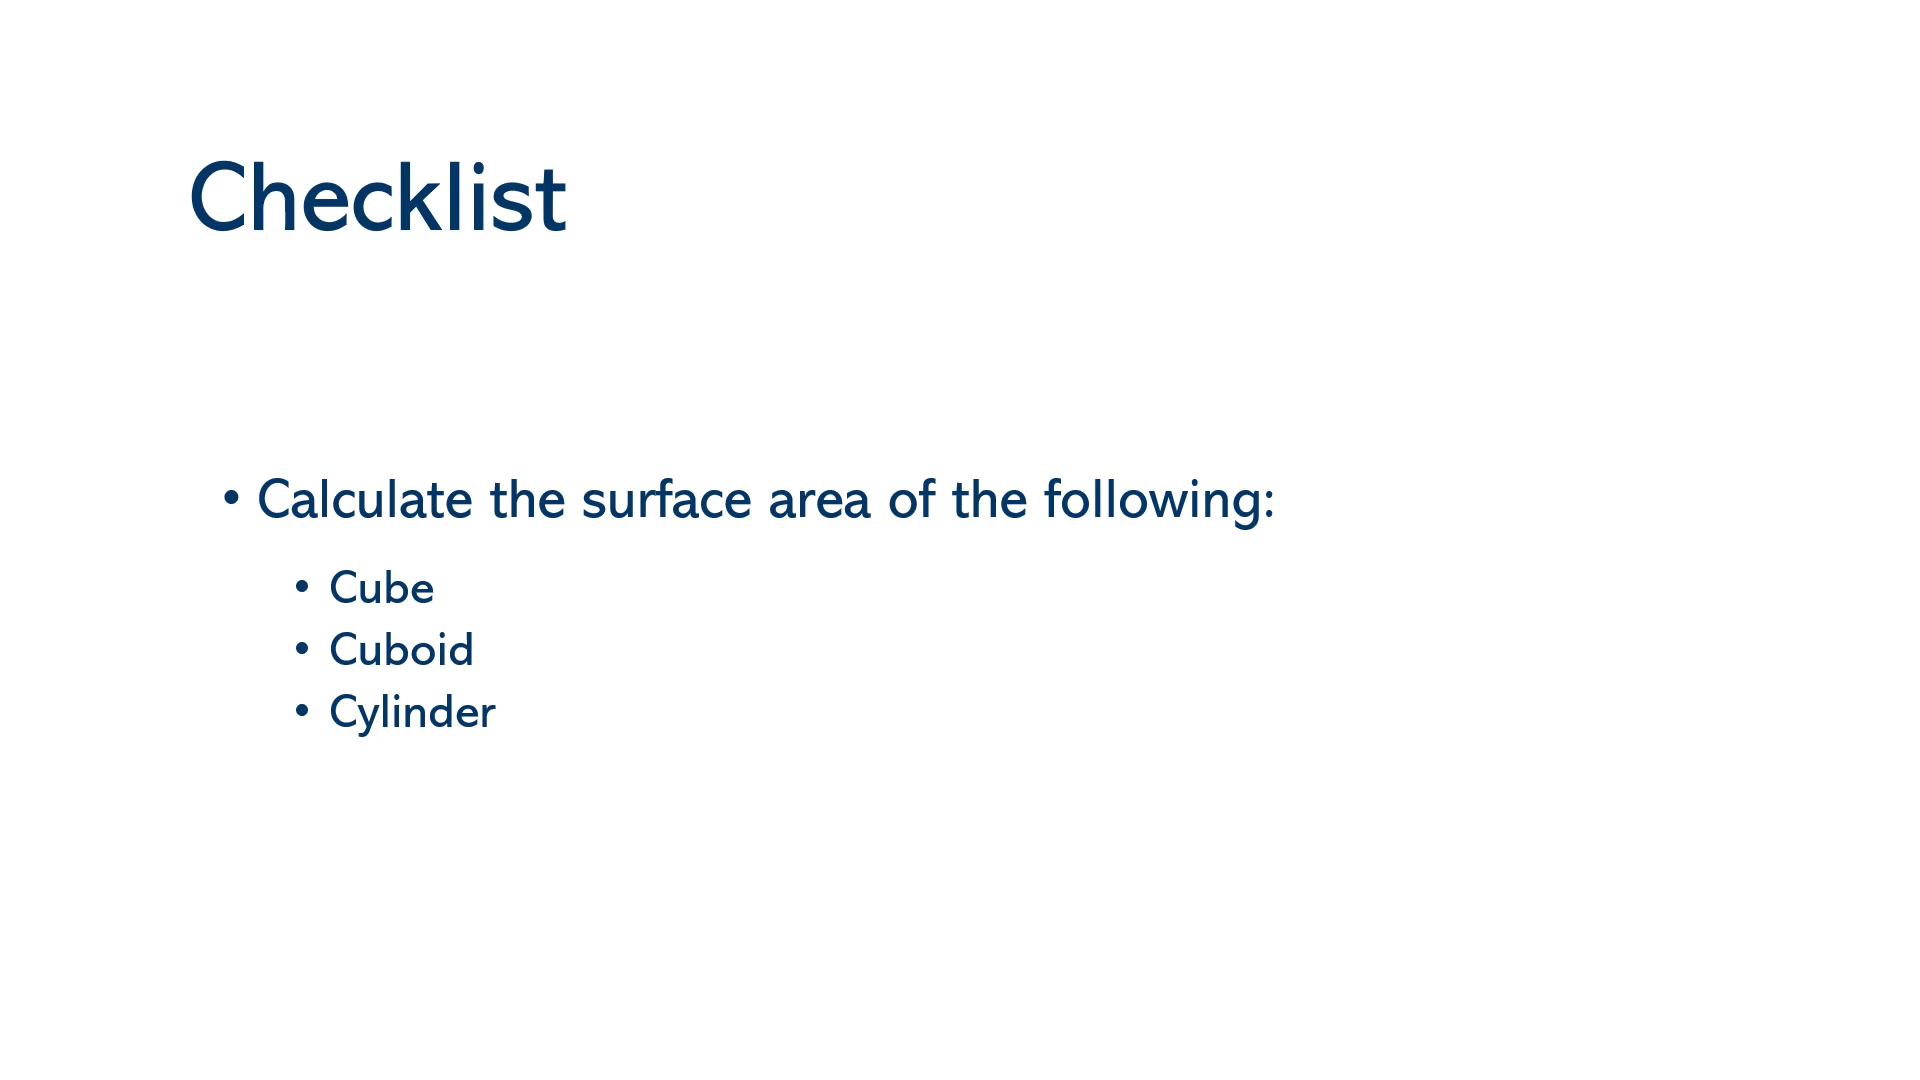 Checklist
• Calculate the surface area of the following:
• Cube
• Cuboid
• Cylinder